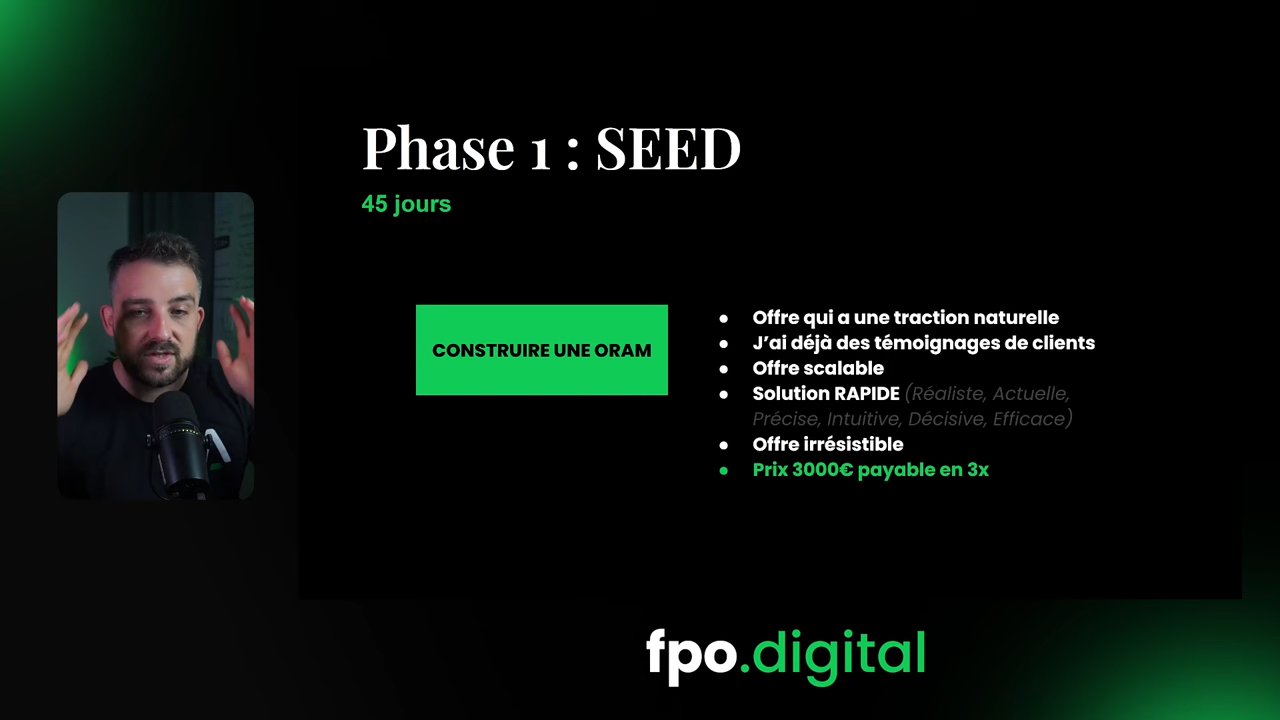 Phase 1 : SEED
45 jours
CONSTRUIRE UNE ORAM
● Offre qui a une traction naturelle
● J’ai déjà des témoignages de clients
● Offre scalable
● Solution RAPIDE (Réaliste, Actuelle,
Précise, Intuitive, Décisive, Efficace)
● Offre irrésistible
● Prix 3000€ payable en 3x
fpo.digital